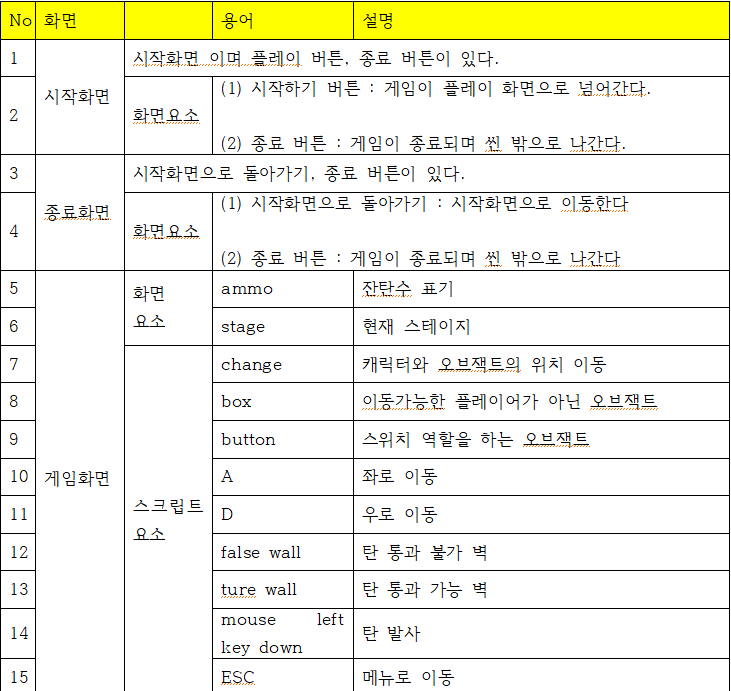 No 화면 용어 설명
1 시작화면 이며 플레이 버튼, 종료 버튼이 있다.
시작화면
2 화면요소 (1) 시작하기 버튼 : 게임이 플레이 화면으로 넘어간다.
(2) 종료 버튼 : 게임이 종료되며 씬 밖으로 나간다.
3 시작화면으로 돌아가기, 종료 버튼이 있다.
종료화면
4 화면요소 (1) 시작화면으로 돌아가기 : 시작화면으로 이동한다
(2) 종료 버튼 : 게임이 종료되며 씬 밖으로 나간다
게임화면
화면
요소
5 ammo 잔탄수 표기
6 stage 현재 스테이지
스크립트
요소
7 change 캐릭터와 오브잭트의 위치 이동
8 box 이동가능한 플레이어가 아닌 오브잭트
9 button 스위치 역할을 하는 오브잭트
10 A 좌로 이동
11 D 우로 이동
12 false wall 탄 통과 불가 벽
13 ture wall 탄 통과 가능 벽
14 mouse left
key down 탄 발사
15 ESC 메뉴로 이동